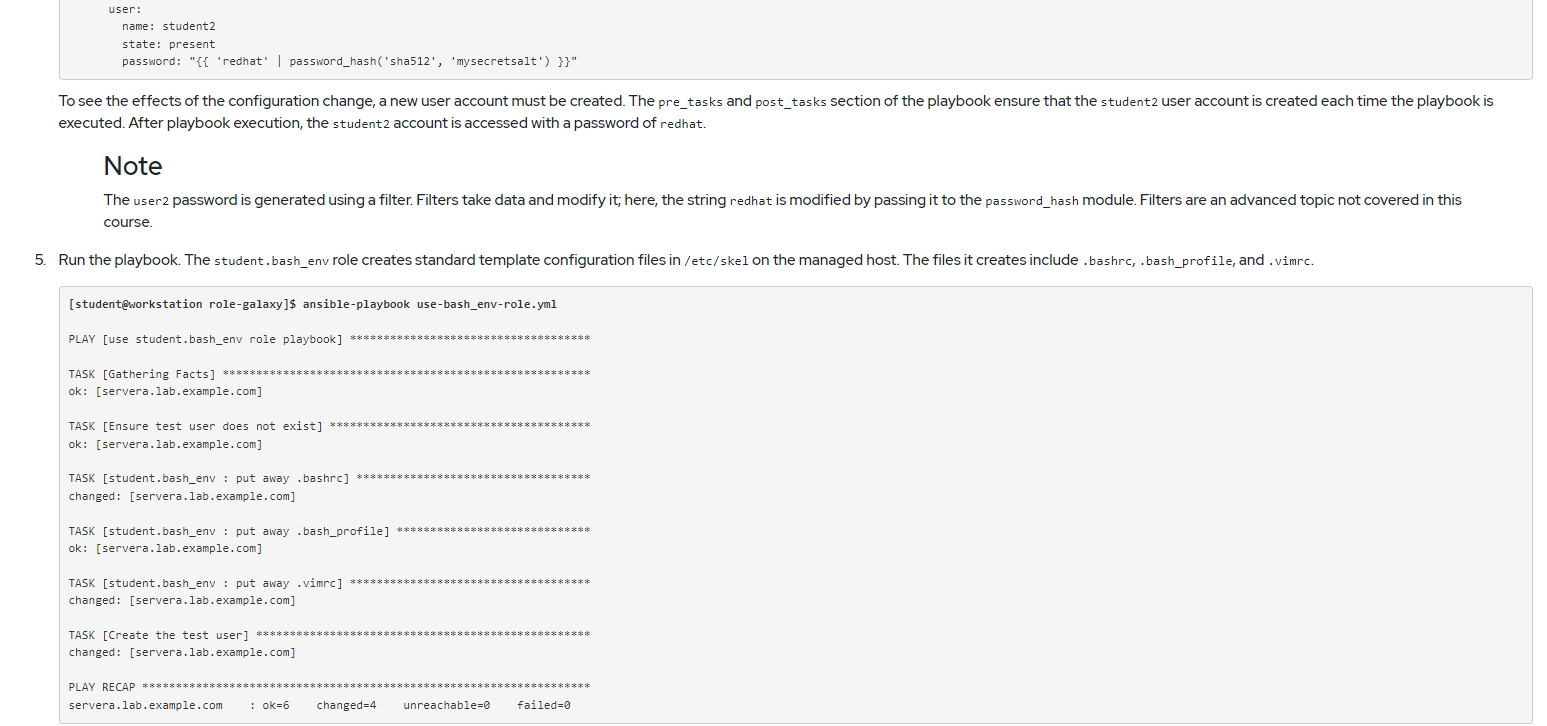 user:
name: student2
state: present
password: "{{ 'redhat' | password_hash('sha512', 'mysecretsalt') }}"
To see the effects of the configuration change, a new user account must be created. The pre_tasks and post_tasks section of the playbook ensure that the student2 user account is created each time the playbook is
executed. After playbook execution, the student2 account is accessed with a password of redhat.
Note
The user2 password is generated using a filter. Filters take data and modify it; here, the string redhat is modified by passing it to the password_hash module. Filters are an advanced topic not covered in this
course.
5. Run the playbook. The student.bash_env role creates standard template configuration files in /etc/skel on the managed host. The files it creates include .bashrc, .bash_profile, and .vimrc.
[student@workstation role-galaxy]$ ansible-playbook use-bash_env-role.yml
PLAY [use student.bash_env role playbook] ************************************
TASK [Gathering Facts] *******************************************************
ok: [servera.lab.example.com]
TASK [Ensure test user does not exist] ***************************************
ok: [servera.lab.example.com]
TASK [student.bash_env : put away .bashrc] ***********************************
changed: [servera.lab.example.com]
TASK [student.bash_env : put away .bash_profile] *****************************
ok: [servera.lab.example.com]
TASK [student.bash_env : put away .vimrc] ************************************
changed: [servera.lab.example.com]
TASK [Create the test user] **************************************************
changed: [servera.lab.example.com]
PLAY RECAP *******************************************************************
servera.lab.example.com : ok=6 changed=4 unreachable=0 failed=0